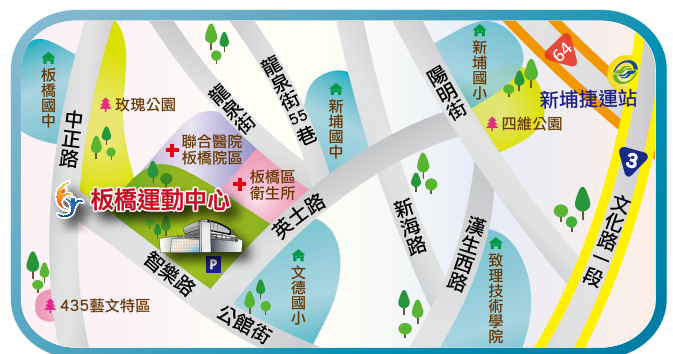 板橋國中
中正路
玫瑰公園
龍泉街
龍泉街55巷
聯合醫院
板橋院區
板橋區
衛生所
新埔國中
陽明街
新埔國小
64
新埔捷運站
四維公園
3
板橋運動中心
P
英士路
新海路
漢生西路
文化路一段
智樂路
公館街
文德國小
致理技術學院
435藝文特區